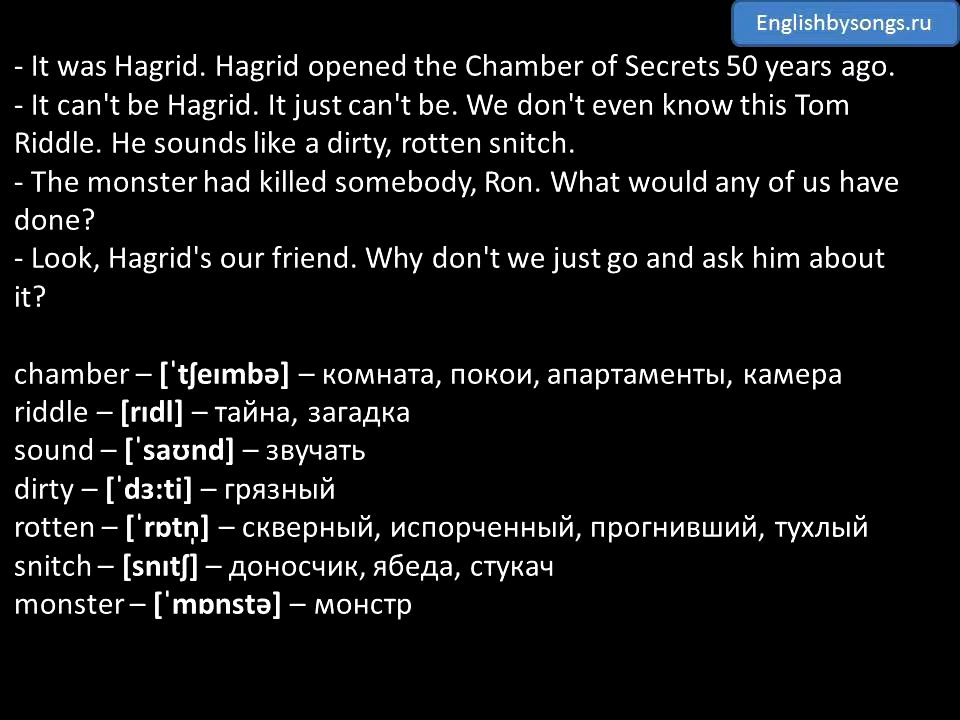 Englishbysongs.ru
- It was Hagrid. Hagrid opened the Chamber of Secrets 50 years ago.
- It can't be Hagrid. It just can't be. We don't even know this Tom
Riddle. He sounds like a dirty, rotten snitch.
- The monster had killed somebody, Ron. What would any of us have
done?
- Look, Hagrid's our friend. Why don't we just go and ask him about
it?
chamber – [ˈtʃeɪmbə] – комната, покои, апартаменты, камера
riddle – [rɪdl] – тайна, загадка
sound – [ˈsaʊnd] – звучать
dirty – [ˈdɜ:ti] – грязный
rotten – [ˈrɒtn̩] – скверный, испорченный, прогнивший, тухлый
snitch – [snɪtʃ] – доносчик, ябеда, стукач
monster – [ˈmɒnstə] – монстр